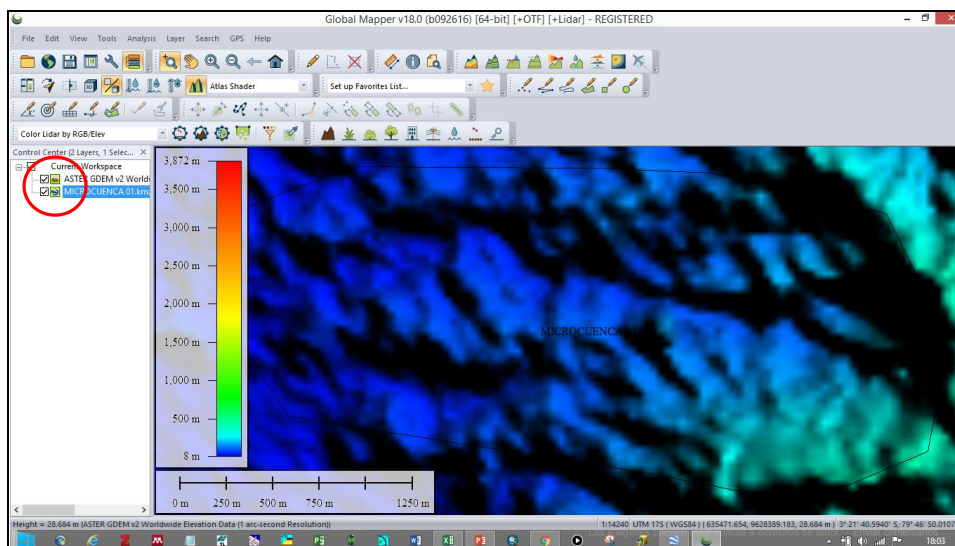 Global Mapper v18.0 (b092616) [64-bit] [+OTF] [+Lidar] - REGISTERED
File Edit View Tools Analysis Layer Search GPS Help
Atlas Shader
Set up Favorites List...
Color Lidar by RGB/Elev
Control Center (2 Layers, 1 Selec...
Current Workspace
ASTER GDEM v2 Worldw
MICROCUENCA 01.kmz
3,872 m
3,500 m
3,000 m
2,500 m
2,000 m
1,500 m
1,000 m
500 m
8 m
MICROCUENCA
0 m 250 m 500 m 750 m 1250 m
Height = 28.684 m (ASTER GDEM v2 Worldwide Elevation Data (1 arc-second Resolution))
1:14240 UTM 17S ( WGS84 ) ( 635471.654, 9628389.183, 28.684 m ) 3° 21' 40.5940" S, 79° 46' 50.0107
18:03